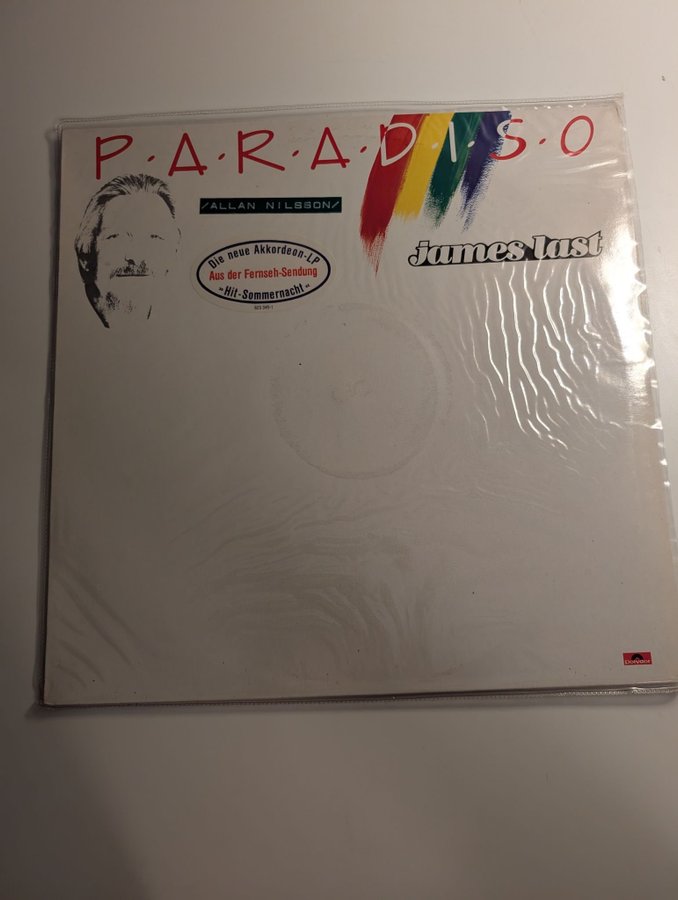 P·A·R·A·D·I·S·O
/ALLAN NILSSON/
james last
Die neue Akkordeon-LP
Aus der Fernseh-Sendung
»Hit-Sommernacht«
Polydor